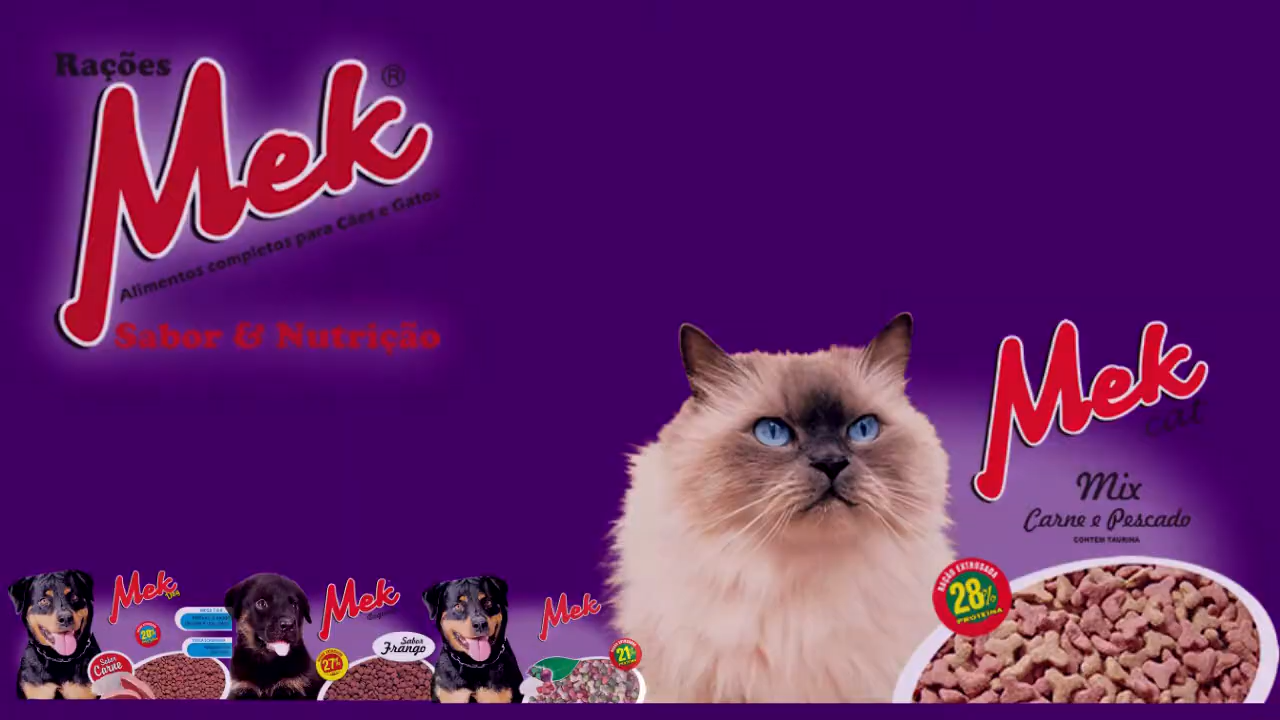 Rações
Mek®
Alimentos completos para Cães e Gatos
Sabor & Nutrição
Mek
cat
Mix
Carne e Pescado
CONTÉM TAURINA
RAÇÃO EXTRUSADA
28%
PROTEÍNA
Mek
28%
Sabor
Carne
Mek
27%
Sabor
Frango
Mek
21%